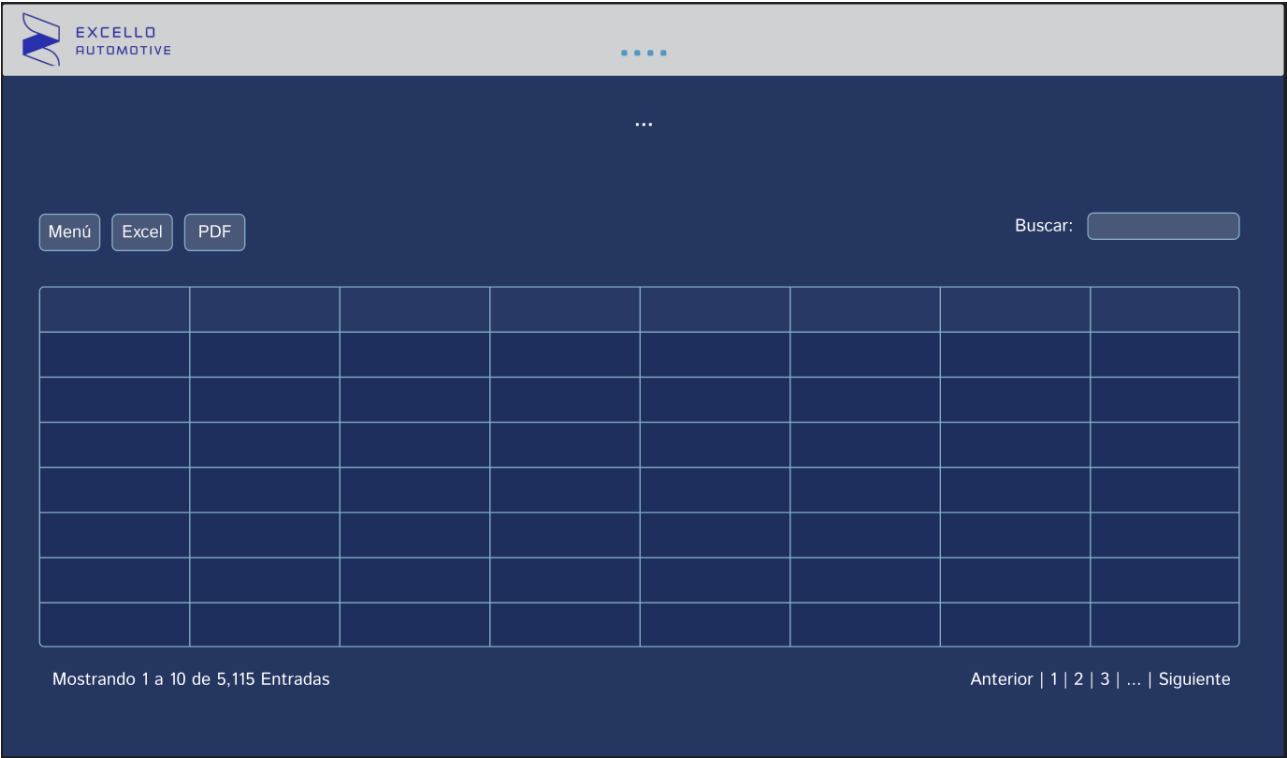 EXCELLO
AUTOMOTIVE
....
...
Menú
Excel
PDF
Buscar:
Mostrando 1 a 10 de 5,115 Entradas
Anterior | 1 | 2 | 3 | ... | Siguiente